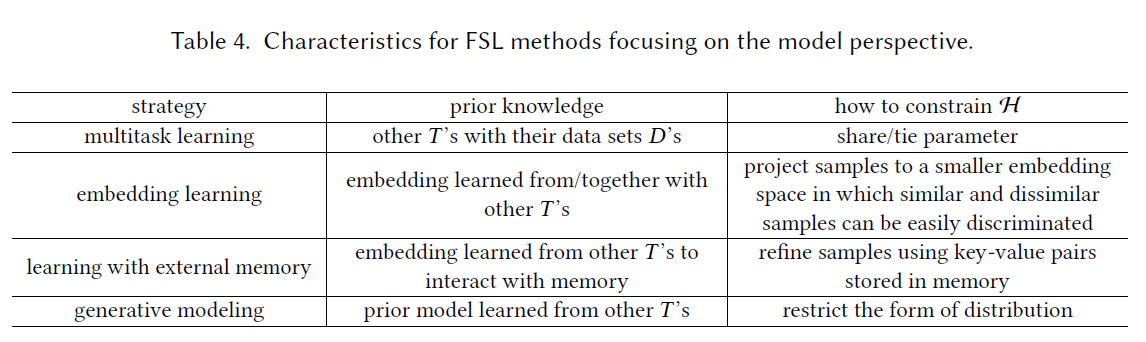 Table 4. Characteristics for FSL methods focusing on the model perspective.
strategy prior knowledge how to constrain ℋ
multitask learning other T's with their data sets D's share/tie parameter
embedding learning embedding learned from/together with other T's project samples to a smaller embedding
space in which similar and dissimilar
samples can be easily discriminated
learning with external memory embedding learned from other T's to
interact with memory refine samples using key-value pairs
stored in memory
generative modeling prior model learned from other T's restrict the form of distribution